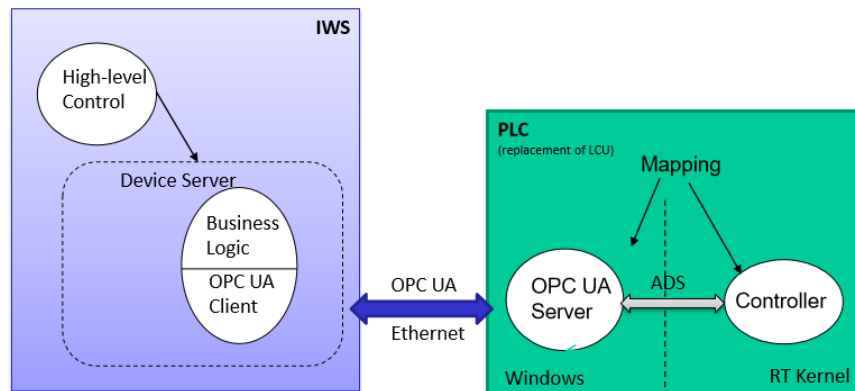 IWS
High-level
Control
Device Server
Business
Logic
OPC UA
Client
OPC UA
Ethernet
PLC
(replacement of LCU)
Mapping
OPC UA
Server
ADS
Controller
Windows
RT Kernel